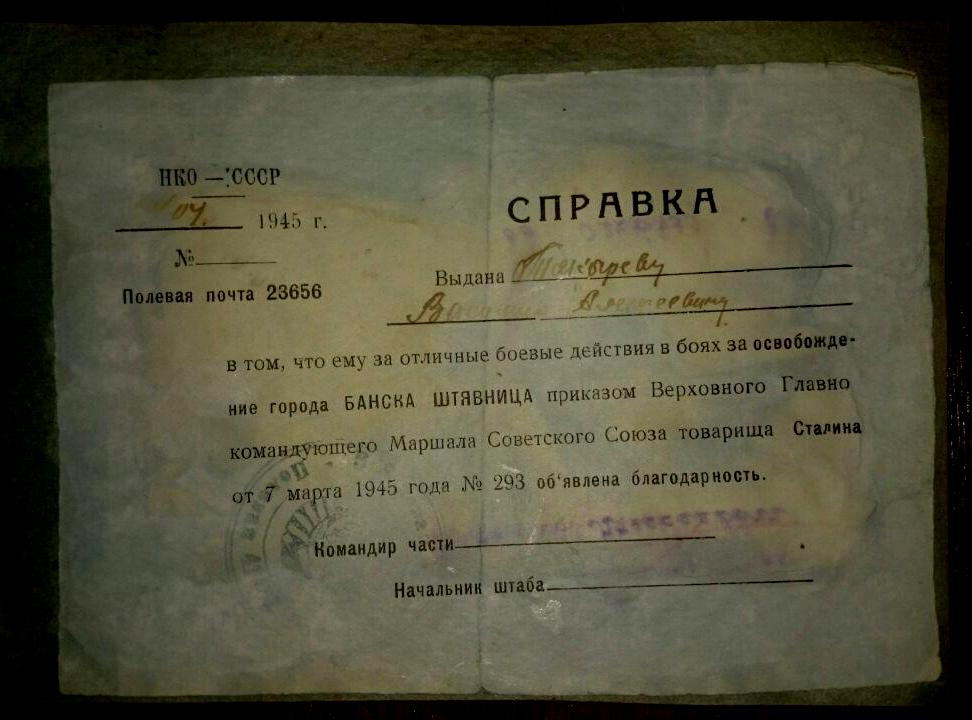 НКО — СССР
04. 1945 г.
№
Полевая почта 23656
СПРАВКА
Выдана
Алексеевичу
в том, что ему за отличные боевые действия в боях за освобожде-
ние города БАНСКА ШТЯВНИЦА приказом Верховного Главно
командующего Маршала Советского Союза товарища Сталина
от 7 марта 1945 года № 293 об'явлена благодарность.
Командир части
Начальник штаба